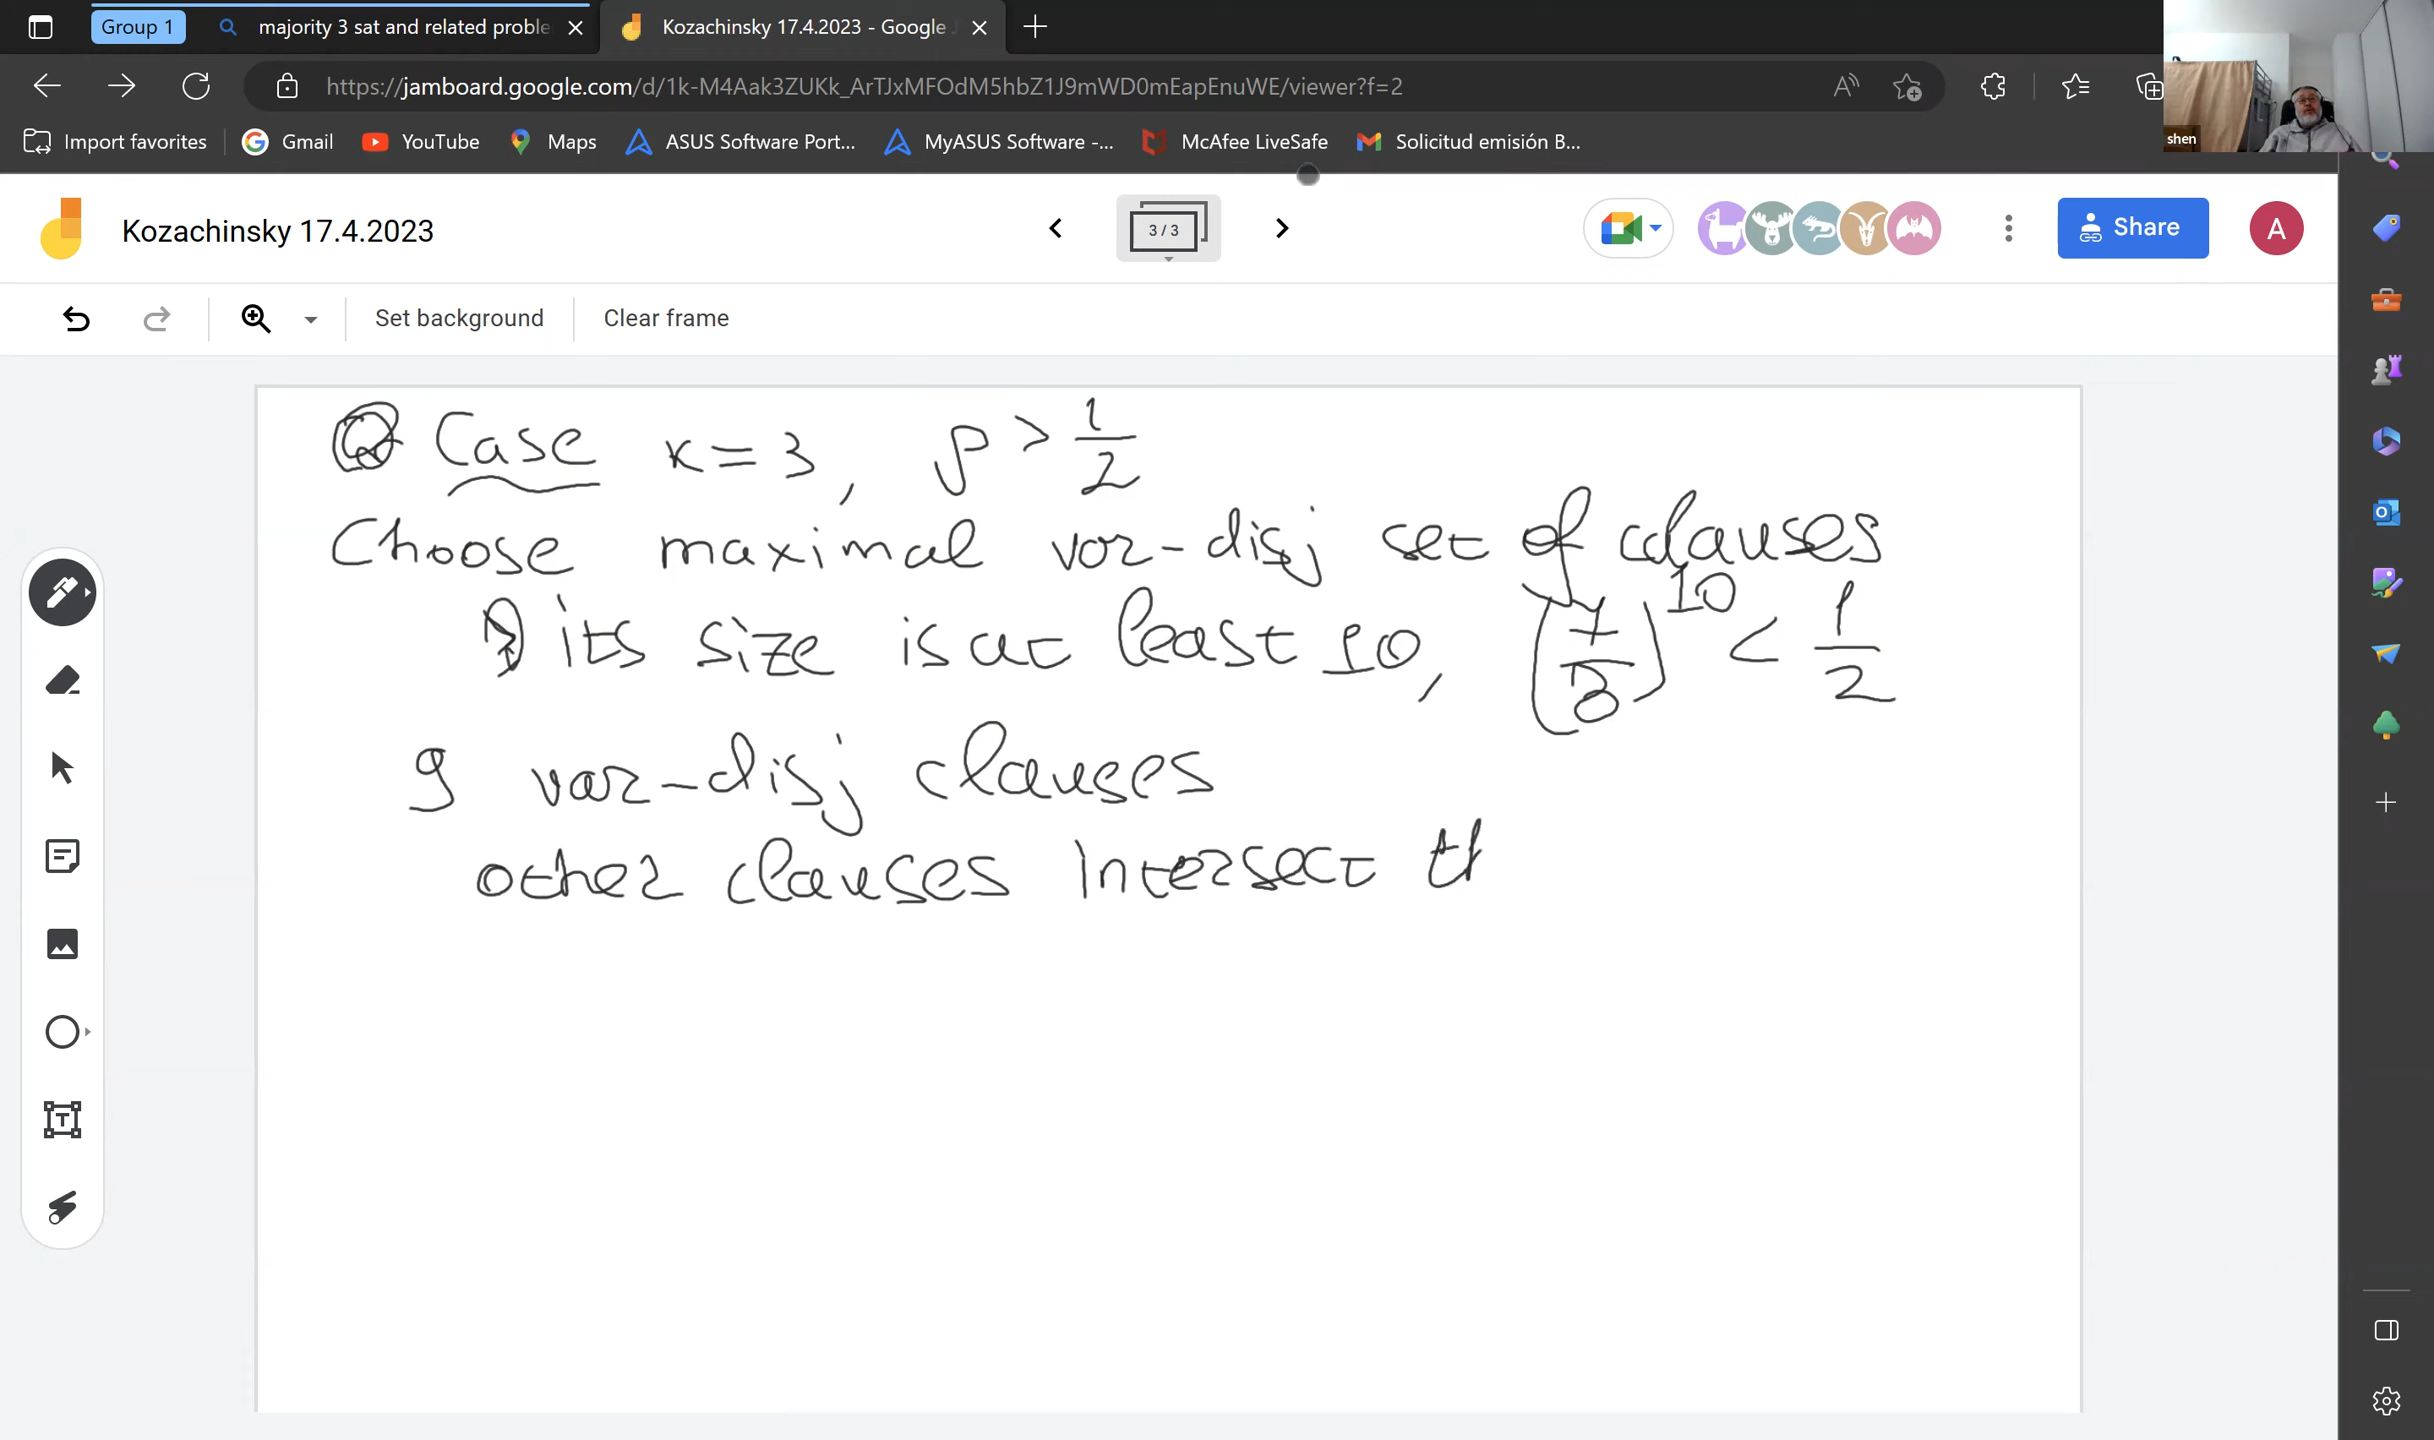 Group 1 majority 3 sat and related proble Kozachinsky 17.4.2023 - Google J
https://jamboard.google.com/d/1k-M4Aak3ZUKk_ArTJxMFOdM5hbZ1J9mWD0mEapEnuWE/viewer?f=2
shen
Import favorites Gmail YouTube Maps ASUS Software Port... MyASUS Software -... McAfee LiveSafe Solicitud emisión B...
Kozachinsky 17.4.2023 3 / 3 Share A
Set background Clear frame
Case k = 3, ρ > 1/2
Choose maximal var-disj set of clauses
1) its size is at least 10, (7/8)^10 < 1/2
9 var-disj clauses
other clauses intersect th